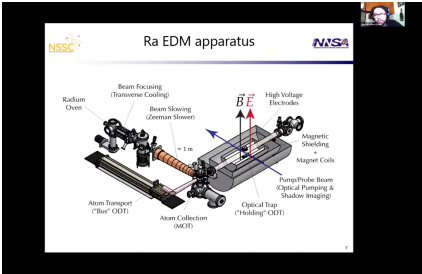 NSSC
Ra EDM apparatus
NNSA
Radium
Oven
Beam Focusing
(Transverse Cooling)
Beam Slowing
(Zeeman Slower)
≈ 1 m
B E
High Voltage
Electrodes
Magnetic
Shielding
+
Magnet Coils
Pump/Probe Beam
(Optical Pumping &
Shadow Imaging)
Optical Trap
("Holding" ODT)
Atom Collection
(MOT)
Atom Transport
("Bus" ODT)
7